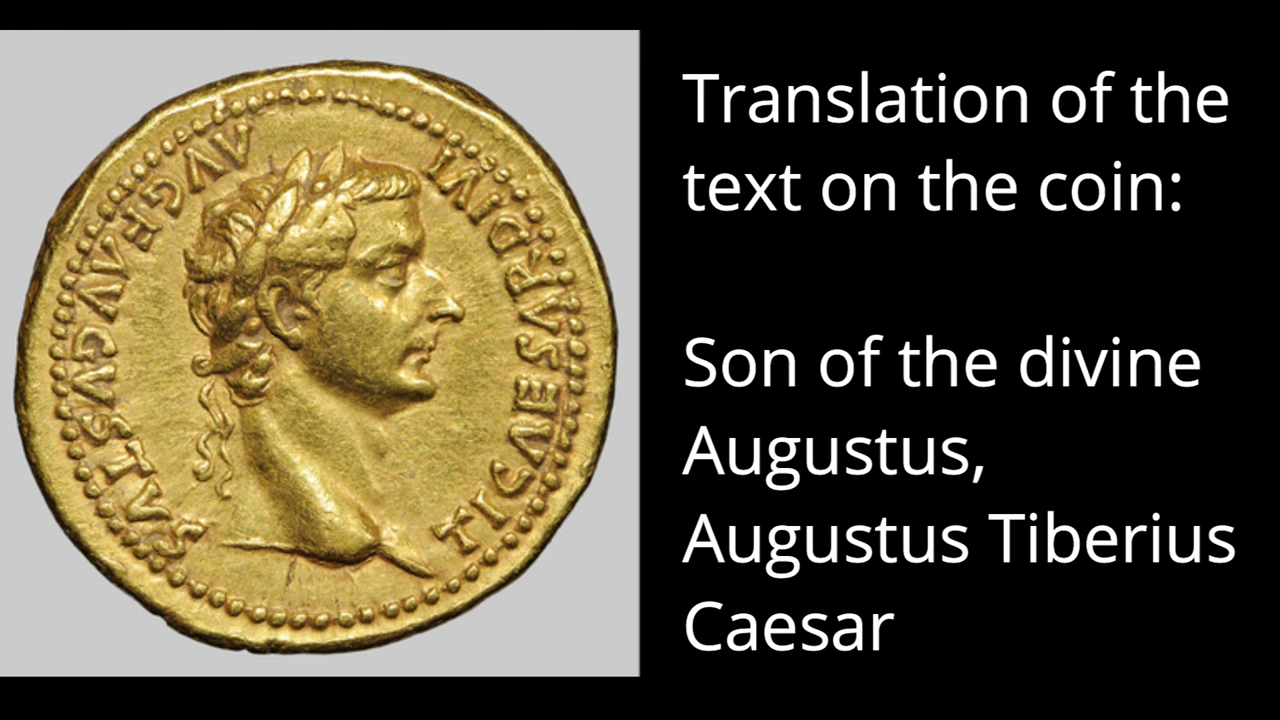 TI CAESAR DIVI
AVG F AVGVSTVS
Translation of the
text on the coin:
Son of the divine
Augustus,
Augustus Tiberius
Caesar